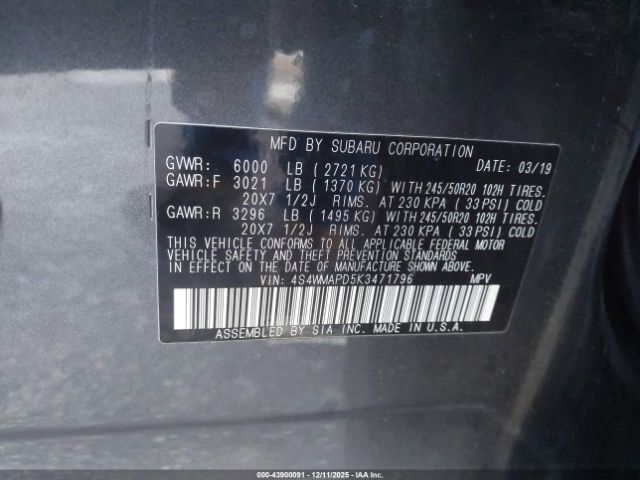 MFD BY SUBARU CORPORATION
GVWR: 6000 LB ( 2721 KG) DATE: 03/19
GAWR:F 3021 LB ( 1370 KG) WITH 245/50R20 102H TIRES.
20X7 1/2J RIMS. AT 230 KPA ( 33 PSI) COLD
GAWR:R 3296 LB ( 1495 KG) WITH 245/50R20 102H TIRES.
20X7 1/2J RIMS. AT 230 KPA ( 33 PSI) COLD
THIS VEHICLE CONFORMS TO ALL APPLICABLE FEDERAL MOTOR
VEHICLE SAFETY AND THEFT PREVENTION STANDARDS IN
EFFECT ON THE DATE OF MANUFACTURE SHOWN ABOVE.
VIN: 4S4WMAPD5K3471796 MPV
ASSEMBLED BY SIA INC. MADE IN U.S.A.
000-43900091 - 12/11/2025 - IAAI.COM